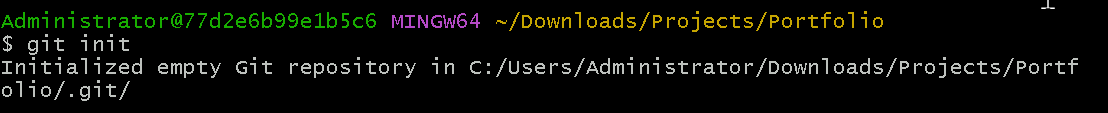 Administrator@77d2e6b99e1b5c6 MINGW64 ~/Downloads/Projects/Portfolio
$ git init
Initialized empty Git repository in C:/Users/Administrator/Downloads/Projects/Portf
olio/.git/